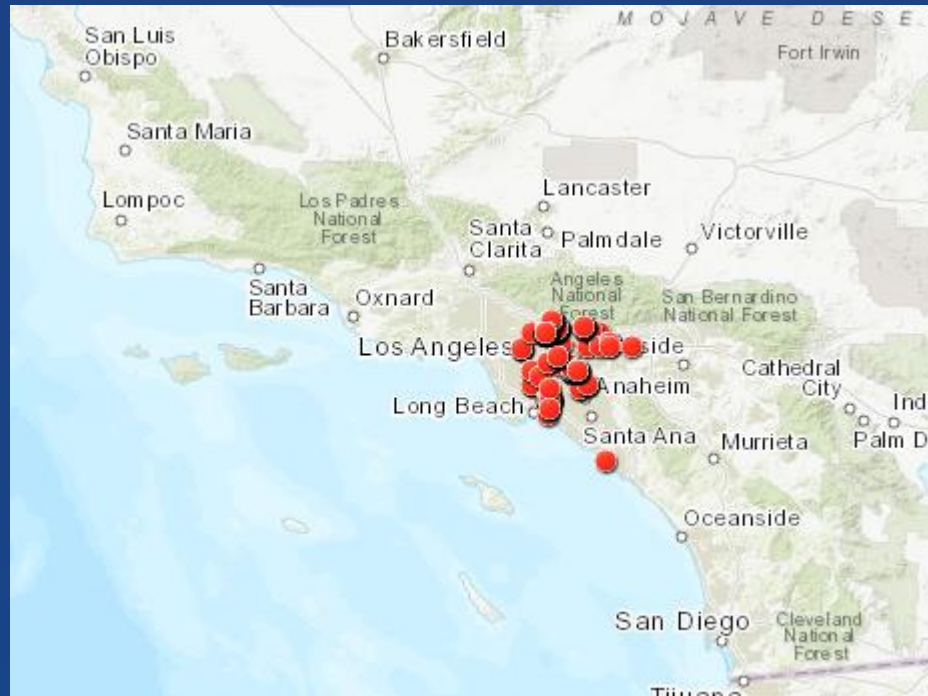 MOJAVE DESE
San Luis
Obispo
Bakersfield
Fort Irwin
Santa Maria
Lompoc
Los Padres
National
Forest
Lancaster
Santa
Clarita
Palmdale
Victorville
Santa
Barbara
Oxnard
Angeles
National
Forest
San Bernardino
National Forest
Los Angeles
side
Cathedral
City
Ind
Palm D
Long Beach
Anaheim
Santa Ana
Murrieta
Oceanside
San Diego
Cleveland
National
Forest
Tijuana